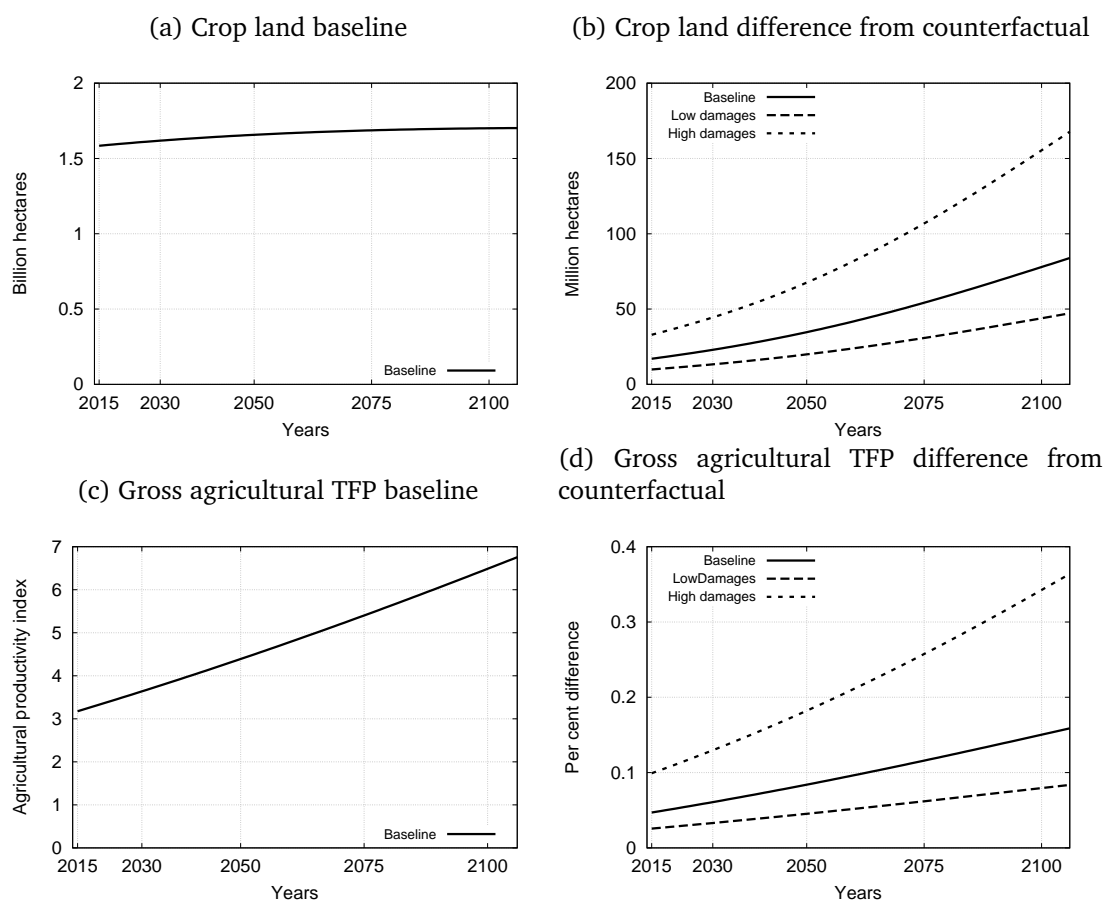 (a) Crop land baseline
2
1.5
1
0.5
0
Billion hectares
Baseline
2015 2030 2050 2075 2100
Years
(b) Crop land difference from counterfactual
200
150
100
50
0
Million hectares
Baseline
Low damages
High damages
2015 2030 2050 2075 2100
Years
(c) Gross agricultural TFP baseline
7
6
5
4
3
2
1
0
Agricultural productivity index
Baseline
2015 2030 2050 2075 2100
Years
(d) Gross agricultural TFP difference from
counterfactual
0.4
0.3
0.2
0.1
0
Per cent difference
Baseline
LowDamages
High damages
2015 2030 2050 2075 2100
Years